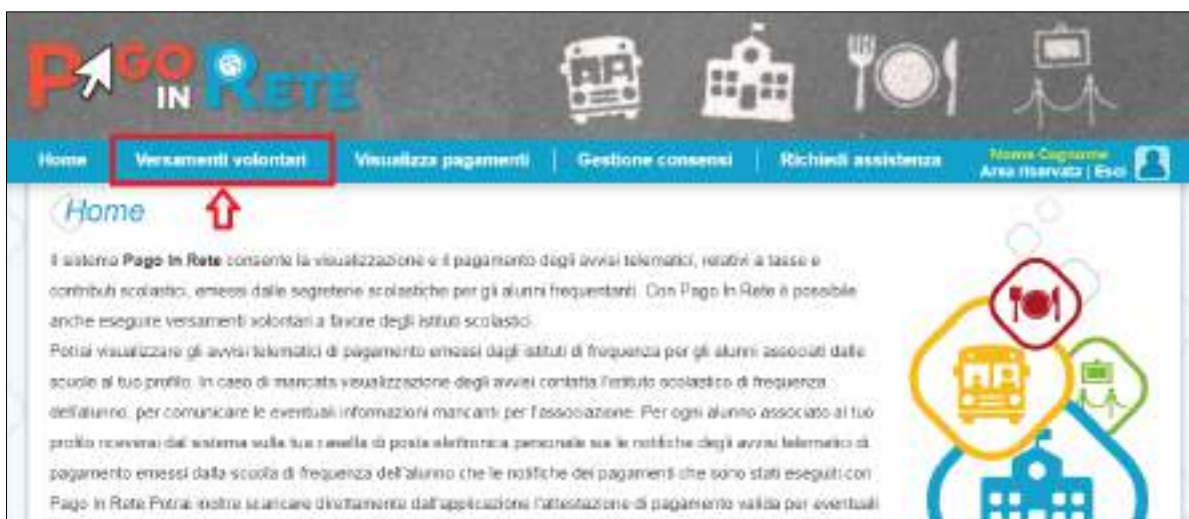 PAGO
IN RETE
Home Versamenti volontari Visualizza pagamenti Gestione consensi Richiedi assistenza Nome Cognome
Area riservata | Esci
Home
Il sistema Pago In Rete consente la visualizzazione e il pagamento degli avvisi telematici, relativi a tasse e
contributi scolastici, emessi dalle segreterie scolastiche per gli alunni frequentanti. Con Pago In Rete è possibile
anche eseguire versamenti volontari a favore degli istituti scolastici.
Potrai visualizzare gli avvisi telematici di pagamento emessi dagli istituti di frequenza per gli alunni associati dalle
scuole al tuo profilo. In caso di mancata visualizzazione degli avvisi contatta l'istituto scolastico di frequenza
dell'alunno, per comunicare le eventuali informazioni mancanti per l'associazione. Per ogni alunno associato al tuo
profilo riceverai dal sistema sulla tua casella di posta elettronica personale sia le notifiche degli avvisi telematici di
pagamento emessi dalla scuola di frequenza dell'alunno che le notifiche dei pagamenti che sono stati eseguiti con
Pago In Rete Potrai inoltre scaricare direttamente dall'applicazione l'attestazione di pagamento valida per eventuali